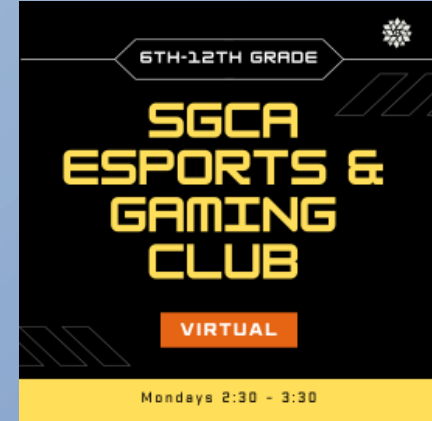 6TH-12TH GRADE
SGCA
ESPORTS &
GAMING
CLUB
VIRTUAL
Mondays 2:30 - 3:30